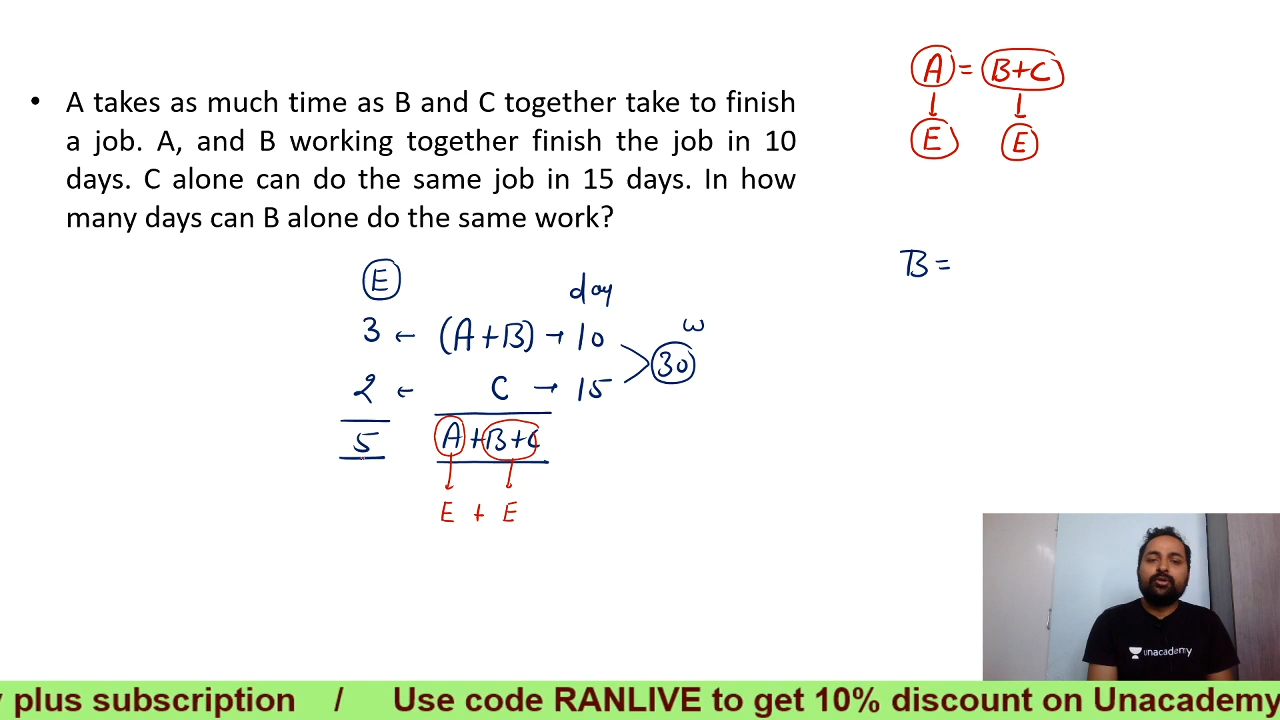 • A takes as much time as B and C together take to finish
a job. A, and B working together finish the job in 10
days. C alone can do the same job in 15 days. In how
many days can B alone do the same work?
A = B+C
E E
B =
E day
3 ← (A+B) → 10 w
30
2 ← C → 15
5 A+B+C
E + E
unacademy
y plus subscription / Use code RANLIVE to get 10% discount on Unacademy